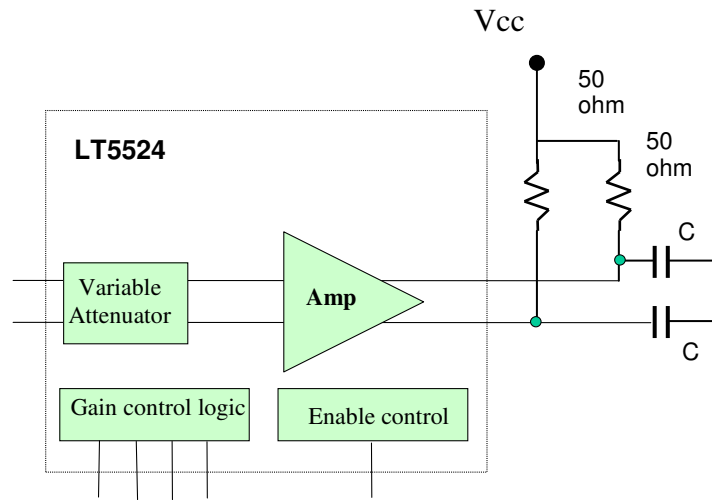 Vcc
50
ohm
50
ohm
LT5524
C
Variable
Attenuator
Amp
C
Gain control logic
Enable control